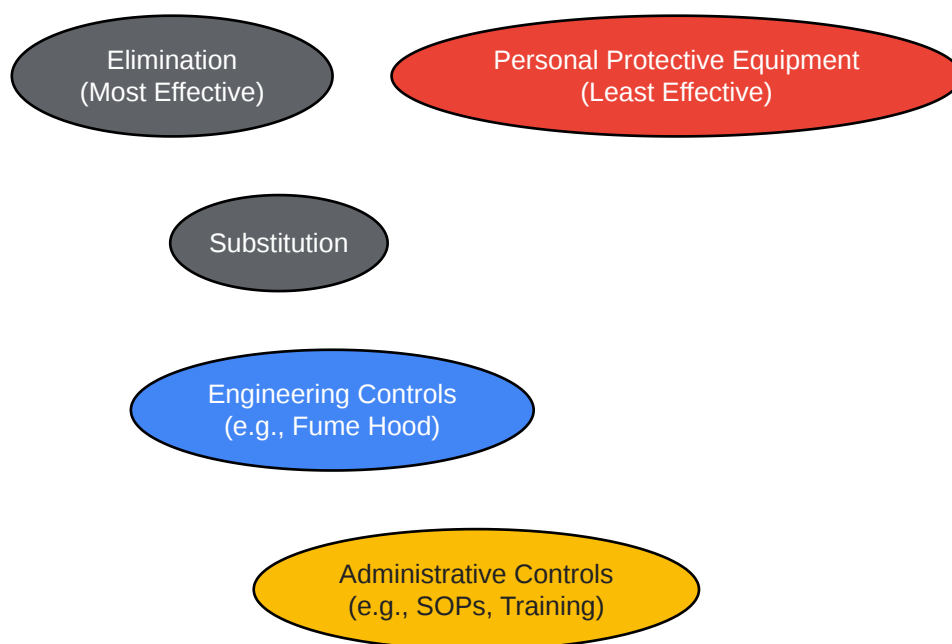 Elimination
(Most Effective)
Personal Protective Equipment
(Least Effective)
Substitution
Engineering Controls
(e.g., Fume Hood)
Administrative Controls
(e.g., SOPs, Training)